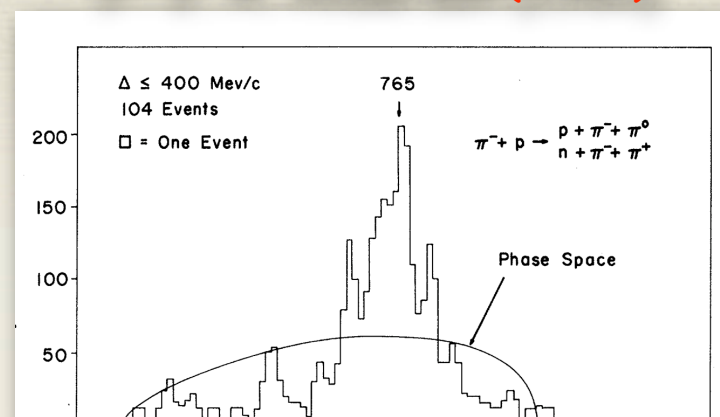 Δ ≤ 400 Mev/c
104 Events
□ = One Event
765
π⁻ + p → p + π⁻ + π⁰
n + π⁻ + π⁺
Phase Space
200
150
100
50